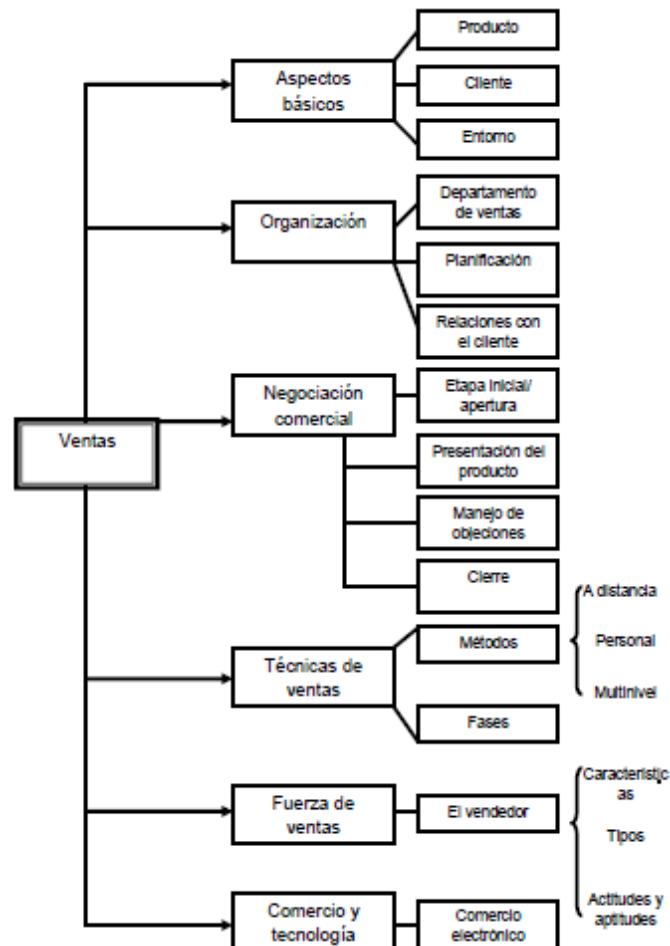 Producto
Aspectos
básicos
Cliente
Entorno
Departamento
de ventas
Organización
Planificación
Relaciones con
el cliente
Negociación
comercial
Etapa inicial/
apertura
Ventas
Presentación del
producto
Manejo de
objeciones
Cierre
A distancia
Métodos
Personal
Técnicas de
ventas
Multinivel
Fases
Característic
as
Fuerza de
ventas
El vendedor
Tipos
Actitudes y
aptitudes
Comercio y
tecnología
Comercio
electrónico